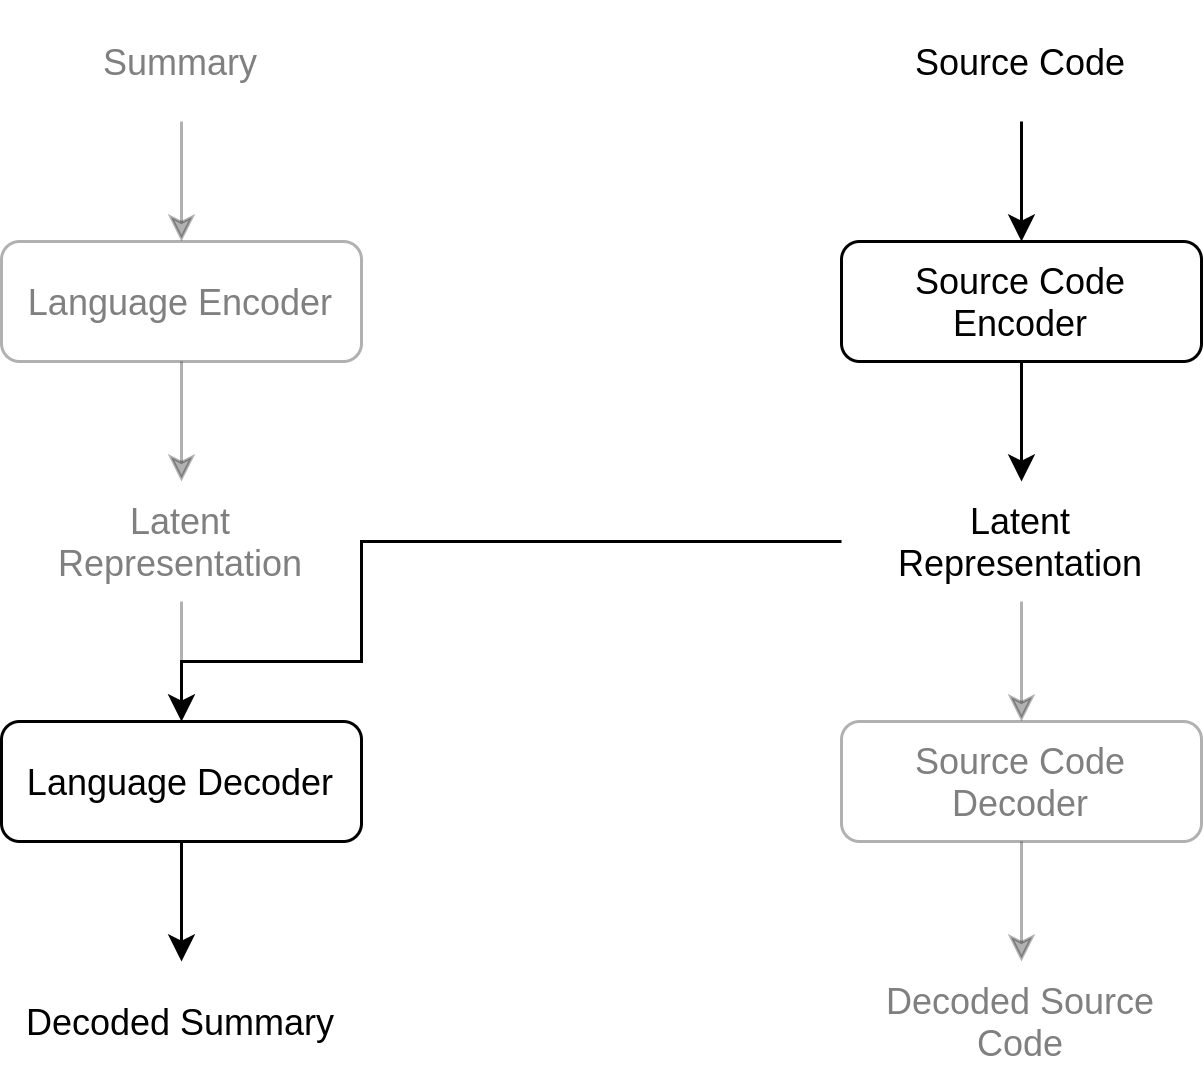 Summary
Source Code
Language Encoder
Source Code
Encoder
Latent
Representation
Latent
Representation
Language Decoder
Source Code
Decoder
Decoded Summary
Decoded Source
Code